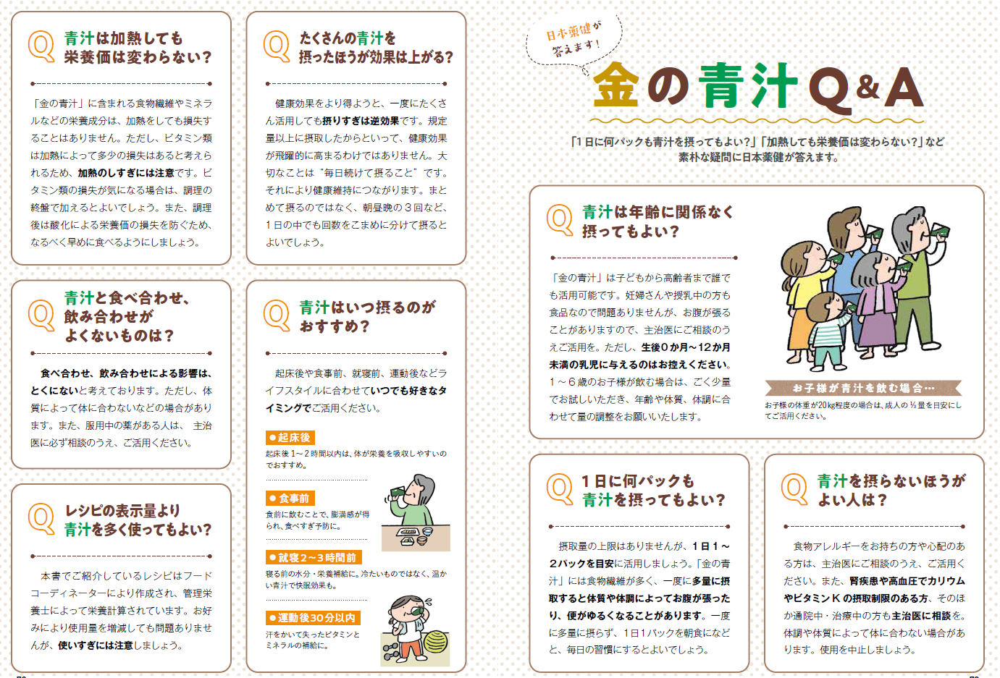 日本薬健が
答えます！
金の青汁Q&A
「1日に何パックも青汁を摂ってもよい？」「加熱しても栄養価は変わらない？」など
素朴な疑問に日本薬健が答えます。
Q 青汁は年齢に関係なく
摂ってもよい？
「金の青汁」は子どもから高齢者まで誰で
も活用可能です。妊婦さんや授乳中の方も
食品なので問題ありませんが、お腹が張る
ことがありますので、主治医にご相談のう
えご活用を。ただし、生後0か月～12か月
未満の乳児に与えるのはお控えください。
1～6歳のお子様が飲む場合は、ごく少量
でお試しいただき、年齢や体質、体調に合
わせて量の調整をお願いいたします。
お子様が青汁を飲む場合…
お子様の体重が20kg程度の場合は、成人の⅓量を目安にし
てご活用ください。
Q 1日に何パックも
青汁を摂ってもよい？
摂取量の上限はありませんが、1日1～
2パックを目安に活用しましょう。「金の青
汁」には食物繊維が多く、一度に多量に摂
取すると体質や体調によってお腹が張った
り、便がゆるくなることがあります。一度
に多量に摂らず、1日1パックを朝食になど
と、毎日の習慣にするとよいでしょう。
Q 青汁を摂らないほうが
よい人は？
食物アレルギーをお持ちの方や心配のあ
る方は、主治医にご相談のうえ、ご活用く
ださい。また、腎疾患や高血圧でカリウム
やビタミンKの摂取制限のある方、そのほ
か通院中・治療中の方も主治医に相談を。
体調や体質によって体に合わない場合があ
ります。使用を中止しましょう。
Q 青汁は加熱しても
栄養価は変わらない？
「金の青汁」に含まれる食物繊維やミネラ
ルなどの栄養成分は、加熱をしても損失す
ることはありません。ただし、ビタミン類
は加熱によって多少の損失はあると考えら
れるため、加熱のしすぎには注意です。ビ
タミン類の損失が気になる場合は、調理の
終盤で加えるとよいでしょう。また、調理
後は酸化による栄養価の損失を防ぐため、
なるべく早めに食べるようにしましょう。
Q たくさんの青汁を
摂ったほうが効果は上がる？
健康効果をより得ようと、一度にたくさ
ん活用しても摂りすぎは逆効果です。規定
量以上に摂取したからといって、健康効果
が飛躍的に高まるわけではありません。大
切なことは“毎日続けて摂ること”です。
それにより健康維持につながります。まと
めて摂るのではなく、朝昼晩の3回など、
1日の中でも回数をこまめに分けて摂ると
よいでしょう。
Q 青汁と食べ合わせ、
飲み合わせが
よくないものは？
食べ合わせ、飲み合わせによる影響は、
とくにないと考えております。ただし、体
質によって体に合わないなどの場合があり
ます。また、服用中の薬がある人は、主治
医に必ず相談のうえ、ご活用ください。
Q 青汁はいつ摂るのが
おすすめ？
起床後や食事前、就寝前、運動後などラ
イフスタイルに合わせていつでも好きなタ
イミングでご活用ください。
●起床後
起床後1～2時間以内は、体が栄養を吸収しやすいの
でおすすめ。
●食事前
食前に飲むことで、膨満感が得
られ、食べすぎ予防に。
●就寝2～3時間前
寝る前の水分・栄養補給に。冷たいものではなく、温か
い青汁で快眠効果も。
●運動後30分以内
汗をかいて失ったビタミンと
ミネラルの補給に。
Q レシピの表示量より
青汁を多く使ってもよい？
本書でご紹介しているレシピはフード
コーディネーターにより作成され、管理栄
養士によって栄養計算されています。お好
みにより使用量を増減しても問題ありませ
んが、使いすぎには注意しましょう。